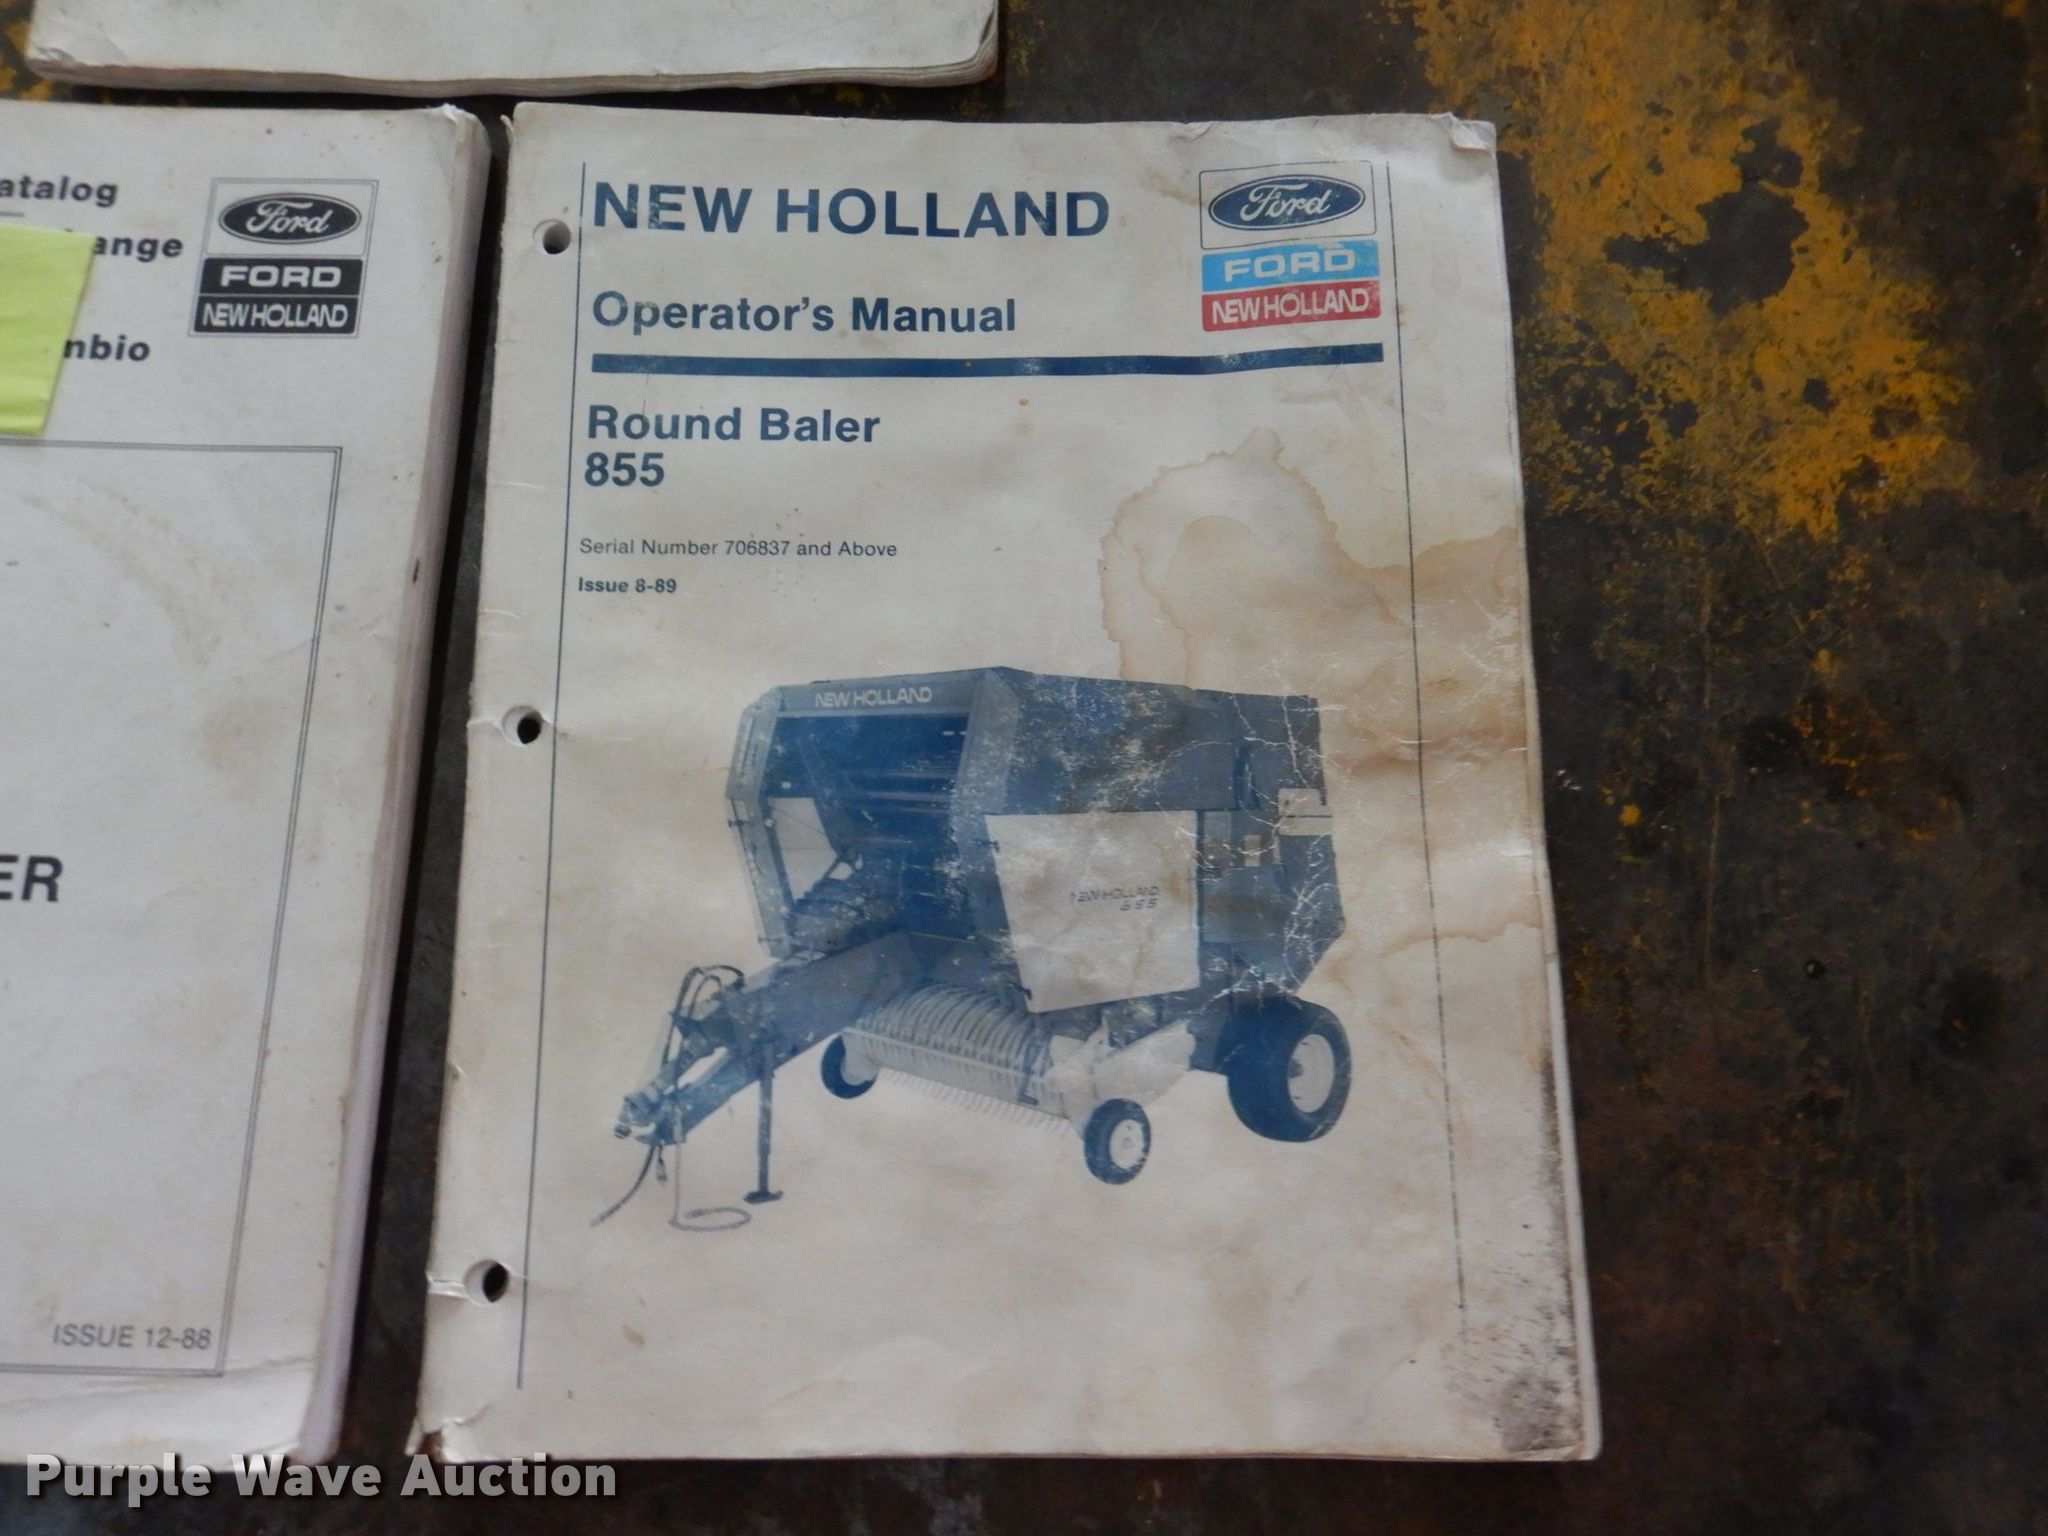 atalog
ange
mbio
Ford
FORD
NEW HOLLAND
ER
ISSUE 12-88
NEW HOLLAND
Operator's Manual
Ford
FORD
NEW HOLLAND
Round Baler
855
Serial Number 706837 and Above
Issue 8-89
NEW HOLLAND
NEW HOLLAND
855
Purple Wave Auction